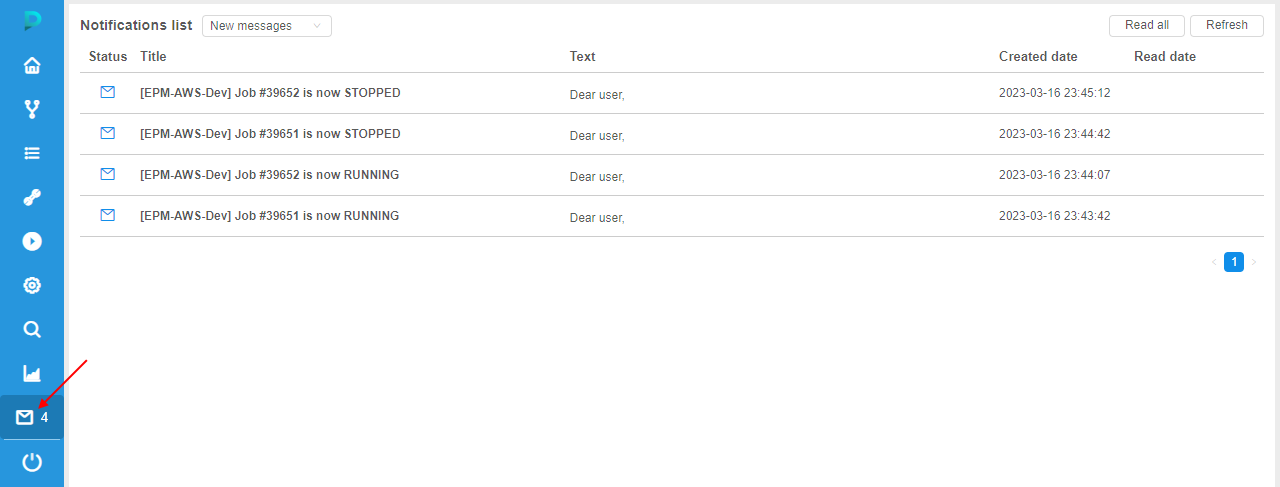 Notifications list New messages Read all Refresh
Status Title Text Created date Read date
[EPM-AWS-Dev] Job #39652 is now STOPPED Dear user, 2023-03-16 23:45:12
[EPM-AWS-Dev] Job #39651 is now STOPPED Dear user, 2023-03-16 23:44:42
[EPM-AWS-Dev] Job #39652 is now RUNNING Dear user, 2023-03-16 23:44:07
[EPM-AWS-Dev] Job #39651 is now RUNNING Dear user, 2023-03-16 23:43:42
1
4